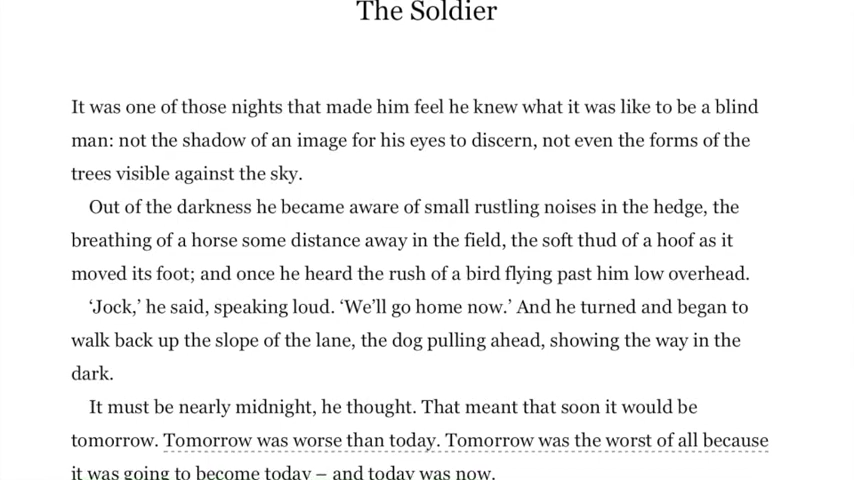 The Soldier
It was one of those nights that made him feel he knew what it was like to be a blind
man: not the shadow of an image for his eyes to discern, not even the forms of the
trees visible against the sky.
Out of the darkness he became aware of small rustling noises in the hedge, the
breathing of a horse some distance away in the field, the soft thud of a hoof as it
moved its foot; and once he heard the rush of a bird flying past him low overhead.
‘Jock,’ he said, speaking loud. ‘We’ll go home now.’ And he turned and began to
walk back up the slope of the lane, the dog pulling ahead, showing the way in the
dark.
It must be nearly midnight, he thought. That meant that soon it would be
tomorrow. Tomorrow was worse than today. Tomorrow was the worst of all because
it was going to become today – and today was now.